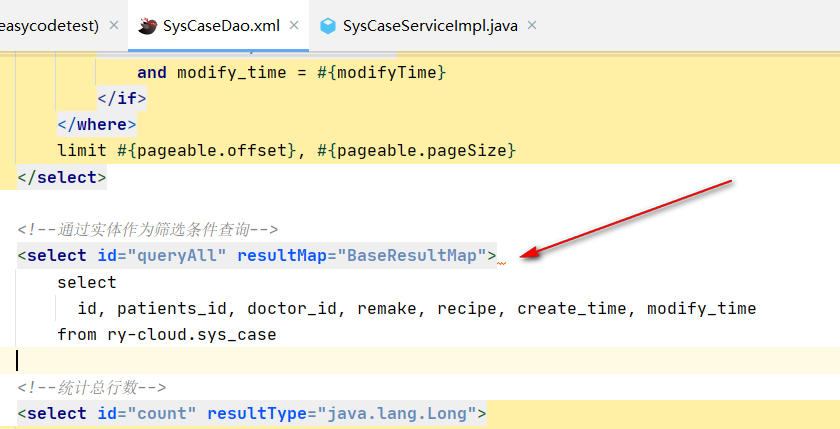 easycodetest) × SysCaseDao.xml × SysCaseServiceImpl.java ×
and modify_time = #{modifyTime}
</if>
</where>
limit #{pageable.offset}, #{pageable.pageSize}
</select>
<!--通过实体作为筛选条件查询-->
<select id="queryAll" resultMap="BaseResultMap">
select
id, patients_id, doctor_id, remake, recipe, create_time, modify_time
from ry-cloud.sys_case
<!--统计总行数-->
<select id="count" resultType="java.lang.Long">